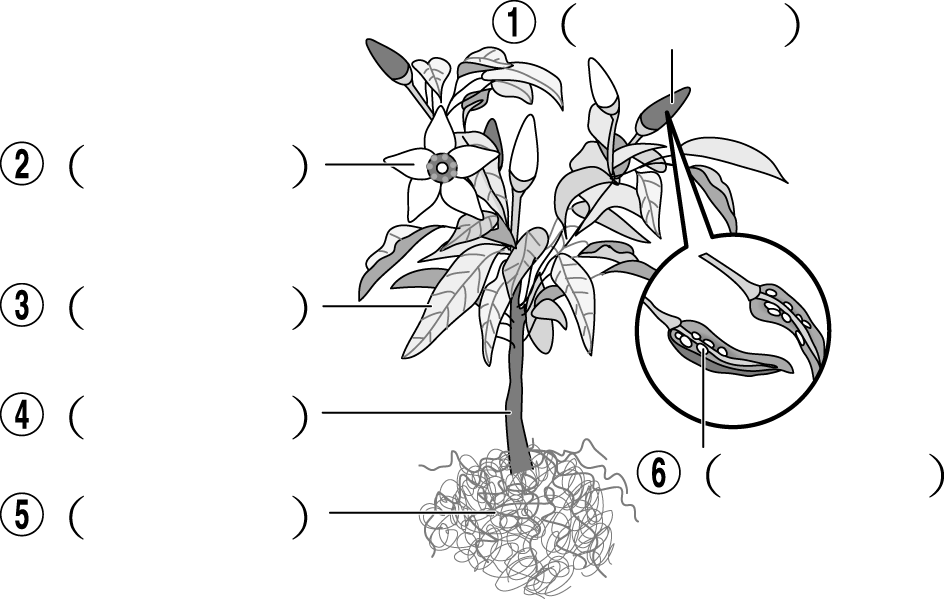 ① (　　　)
② (　　　)
③ (　　　)
④ (　　　)
⑤ (　　　)
⑥ (　　　)